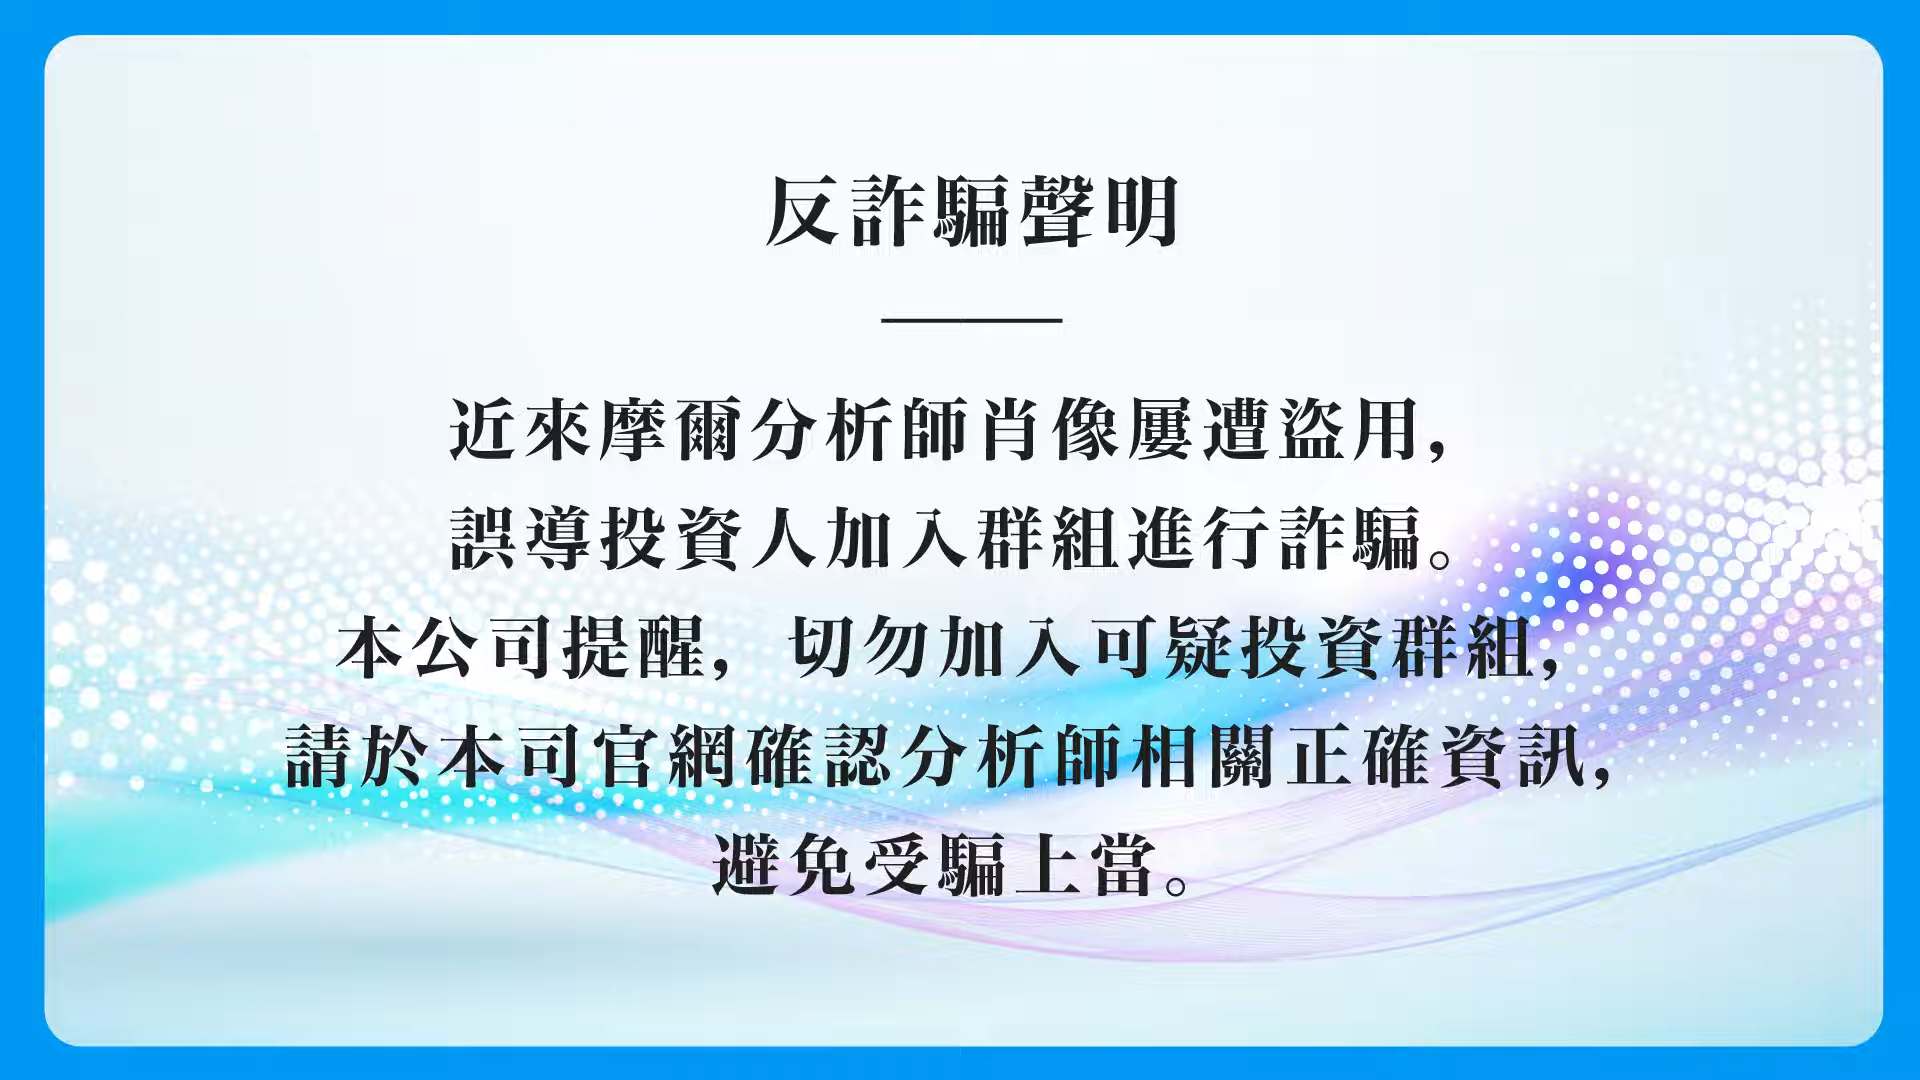 反詐騙聲明
近來摩爾分析師肖像屢遭盜用,
誤導投資人加入群組進行詐騙。
本公司提醒, 切勿加入可疑投資群組,
請於本司官網確認分析師相關正確資訊,
避免受騙上當。